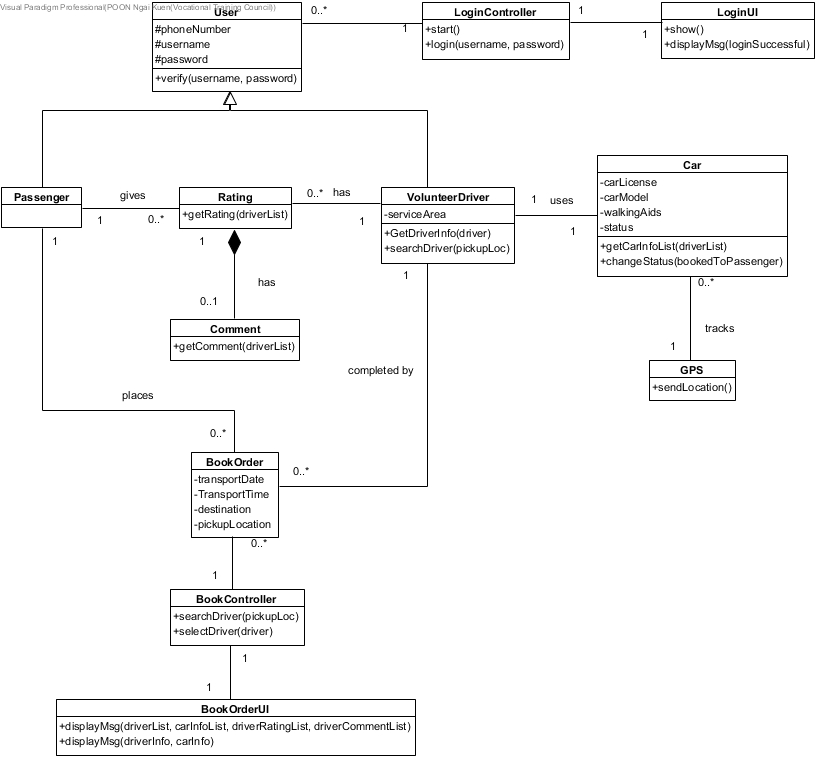 Visual Paradigm Professional(POON Ngai Kuen(Vocational Training Council))
User
#phoneNumber
#username
#password
+verify(username, password)
0..*
1
LoginController
+start()
+login(username, password)
1
1
LoginUI
+show()
+displayMsg(loginSuccessful)
Passenger
gives
1
0..*
Rating
+getRating(driverList)
0..*
has
1
VolunteerDriver
-serviceArea
+GetDriverInfo(driver)
+searchDriver(pickupLoc)
1
uses
1
Car
-carLicense
-carModel
-walkingAids
-status
+getCarInfoList(driverList)
+changeStatus(bookedToPassenger)
1
1
has
0..1
1
0..*
tracks
1
Comment
+getComment(driverList)
GPS
+sendLocation()
completed by
places
0..*
0..*
BookOrder
-transportDate
-TransportTime
-destination
-pickupLocation
0..*
1
BookController
+searchDriver(pickupLoc)
+selectDriver(driver)
1
1
BookOrderUI
+displayMsg(driverList, carInfoList, driverRatingList, driverCommentList)
+displayMsg(driverInfo, carInfo)